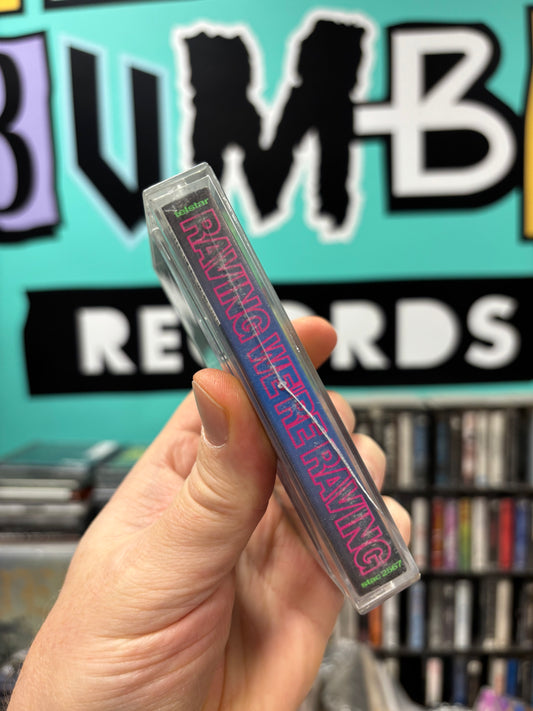 BUMB
RECORDS
telstar
RAVING WE'RE RAVING
stac 2567